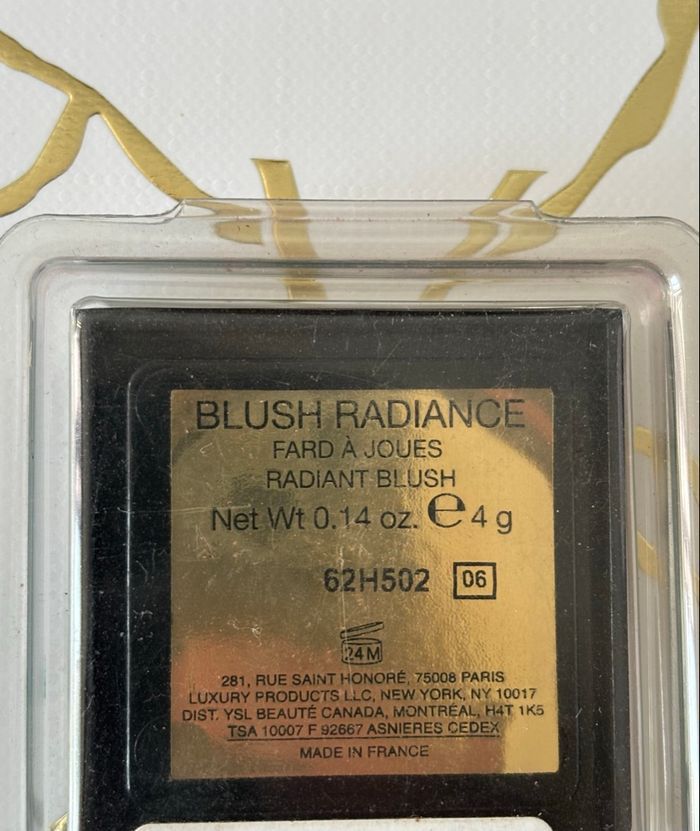 BLUSH RADIANCE
FARD À JOUES
RADIANT BLUSH
Net Wt 0.14 oz. ℮ 4 g
62H502 06
24M
281, RUE SAINT HONORÉ, 75008 PARIS
LUXURY PRODUCTS LLC, NEW YORK, NY 10017
DIST. YSL BEAUTÉ CANADA, MONTRÉAL, H4T 1K5
TSA 10007 F 92667 ASNIERES CEDEX
MADE IN FRANCE